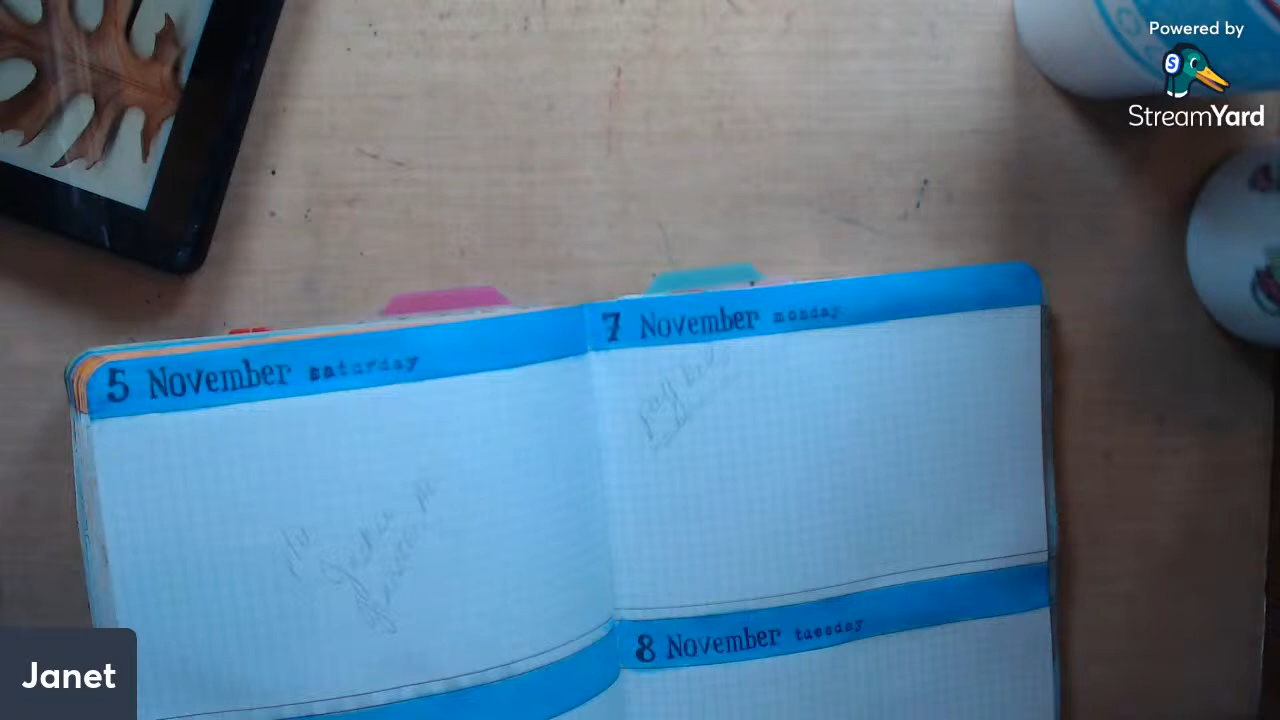 Powered by
StreamYard
5 November saturday
7 November monday
8 November tuesday
Janet